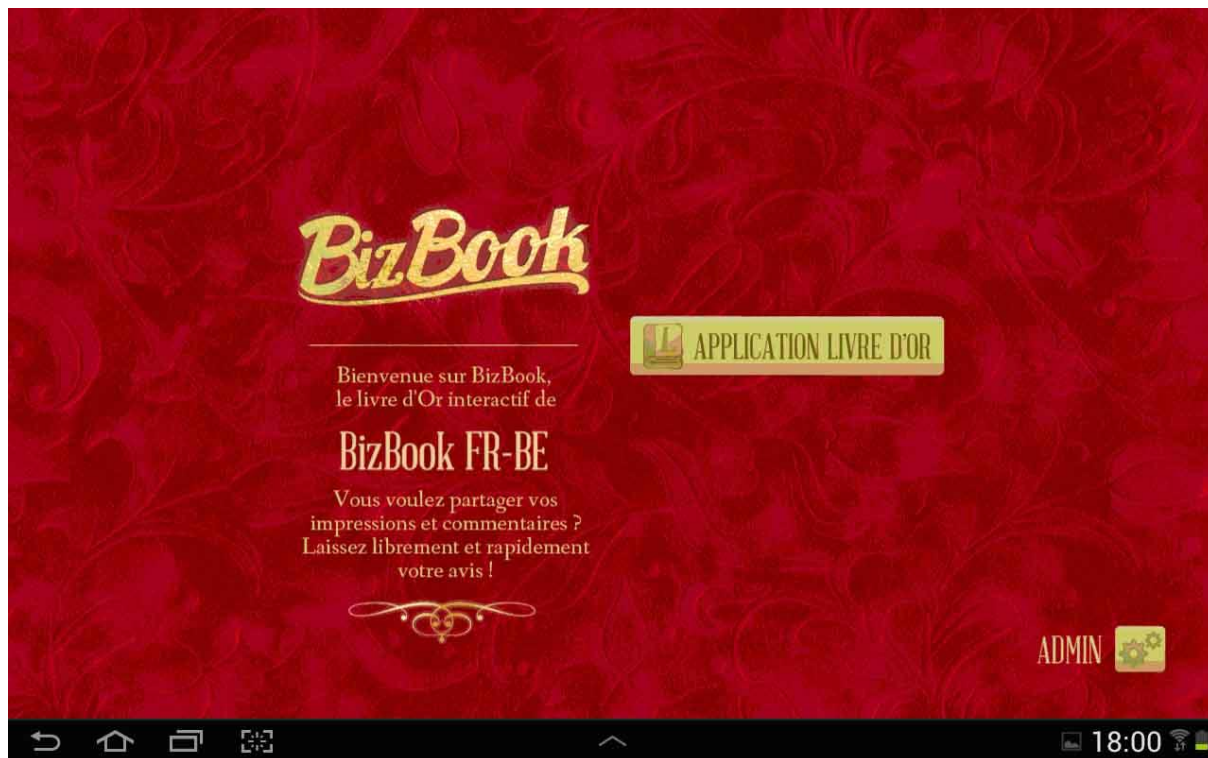 BizBook
Bienvenue sur BizBook,
le livre d'Or interactif de
BizBook FR-BE
Vous voulez partager vos
impressions et commentaires ?
Laissez librement et rapidement
votre avis !
APPLICATION LIVRE D'OR
ADMIN
18:00